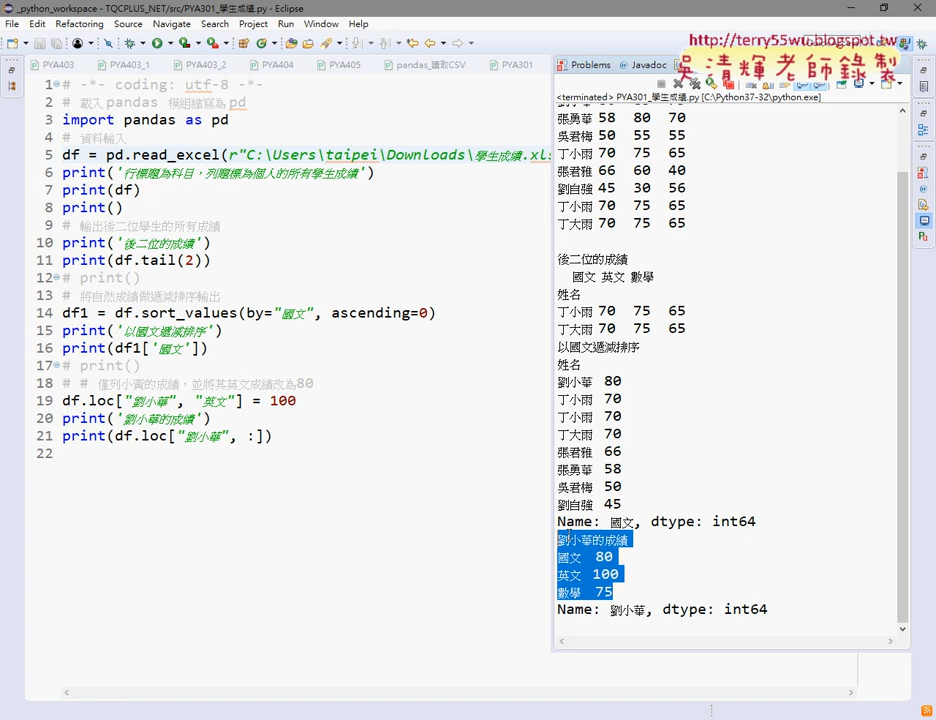 _python_workspace - TQCPLUS_NET/src/PYA301_學生成績.py - Eclipse
File Edit Refactoring Source Navigate Search Project Run Window Help
http://terry55wu.blogspot.tw
吳清輝老師錄製
PYA403 PYA403_1 PYA403_2 PYA404 PYA405 pandas_讀取CSV PYA301
Problems Javadoc
<terminated> PYA301_學生成績.py [C:\Python37-32\python.exe]
1 # -*- coding: utf-8 -*-
2 # 載入pandas 模組縮寫為pd
3 import pandas as pd
4 # 資料輸入
5 df = pd.read_excel(r"C:\Users\taipei\Downloads\學生成績.xls
6 print('行標題為科目，列題標為個人的所有學生成績')
7 print(df)
8 print()
9 # 輸出後二位學生的所有成績
10 print('後二位的成績')
11 print(df.tail(2))
12 # print()
13 # 將自然成績做遞減排序輸出
14 df1 = df.sort_values(by="國文", ascending=0)
15 print('以國文遞減排序')
16 print(df1['國文'])
17 # print()
18 # # 僅列小黃的成績，並將其英文成績改為80
19 df.loc["劉小華", "英文"] = 100
20 print('劉小華的成績')
21 print(df.loc["劉小華", :])
22
張勇華 58 80 70
吳君梅 50 55 55
丁小雨 70 75 65
張君雅 66 60 40
劉自強 45 30 56
丁小雨 70 75 65
丁大雨 70 75 65
後二位的成績
國文 英文 數學
姓名
丁小雨 70 75 65
丁大雨 70 75 65
以國文遞減排序
姓名
劉小華 80
丁小雨 70
丁小雨 70
丁大雨 70
張君雅 66
張勇華 58
吳君梅 50
劉自強 45
Name: 國文, dtype: int64
劉小華的成績
國文 80
英文 100
數學 75
Name: 劉小華, dtype: int64